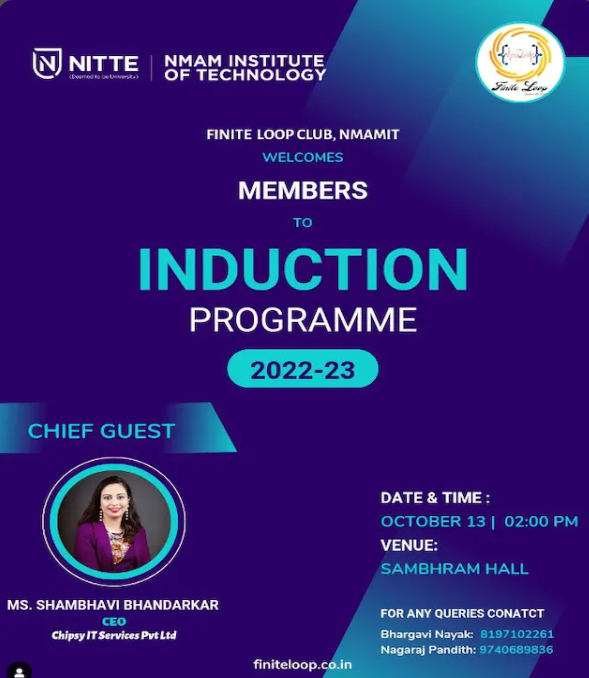 NITTE
(Deemed to be University)
NMAM INSTITUTE
OF TECHNOLOGY
Finite Loop
FINITE LOOP CLUB, NMAMIT
WELCOMES
MEMBERS
TO
INDUCTION
PROGRAMME
2022-23
CHIEF GUEST
MS. SHAMBHAVI BHANDARKAR
CEO
Chipsy IT Services Pvt Ltd
DATE & TIME :
OCTOBER 13 | 02:00 PM
VENUE:
SAMBHRAM HALL
FOR ANY QUERIES CONATCT
Bhargavi Nayak: 8197102261
Nagaraj Pandith: 9740689836
finiteloop.co.in